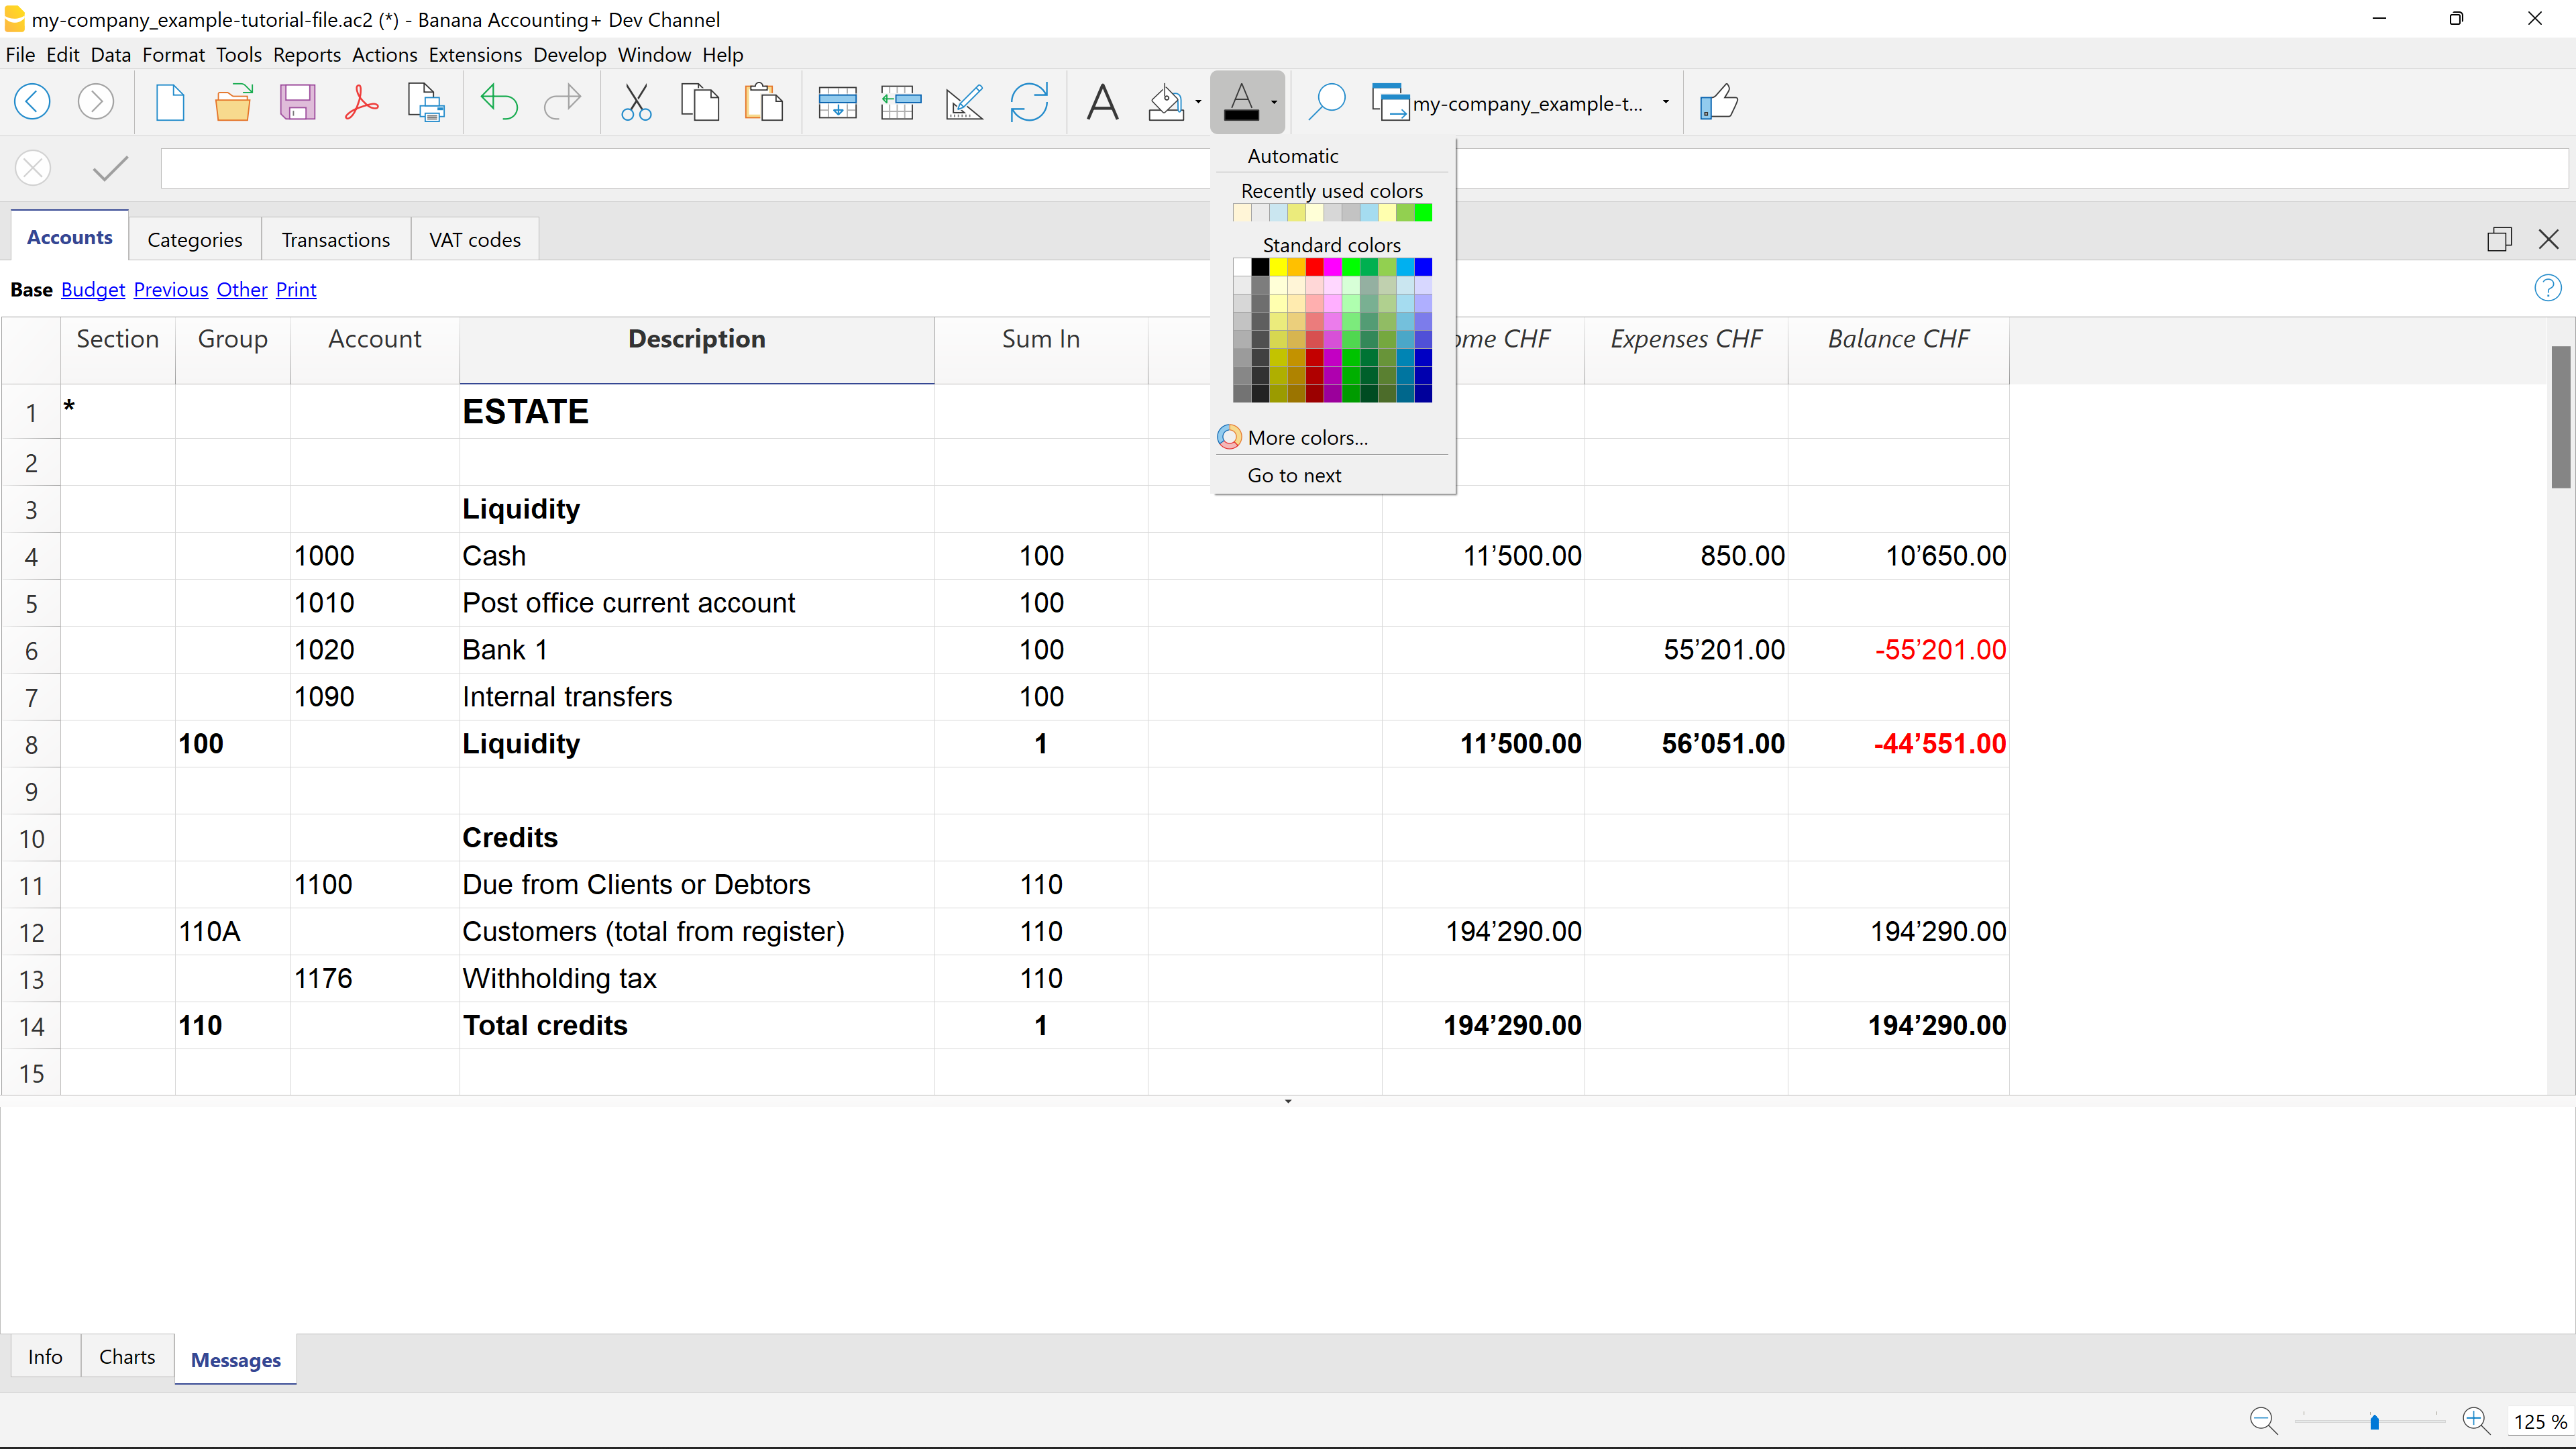 my-company_example-tutorial-file.ac2 (*) - Banana Accounting+ Dev Channel
File Edit Data Format Tools Reports Actions Extensions Develop Window Help
my-company_example-t...
Automatic
Recently used colors
Standard colors
More colors...
Go to next
Accounts Categories Transactions VAT codes
Base Budget Previous Other Print
Section Group Account Description Sum In ome CHF Expenses CHF Balance CHF
1 * ESTATE
2
3 Liquidity
4 1000 Cash 100 11’500.00 850.00 10’650.00
5 1010 Post office current account 100
6 1020 Bank 1 100 55’201.00 -55’201.00
7 1090 Internal transfers 100
8 100 Liquidity 1 11’500.00 56’051.00 -44’551.00
9
10 Credits
11 1100 Due from Clients or Debtors 110
12 110A Customers (total from register) 110 194’290.00 194’290.00
13 1176 Withholding tax 110
14 110 Total credits 1 194’290.00 194’290.00
15
Info Charts Messages
125 %